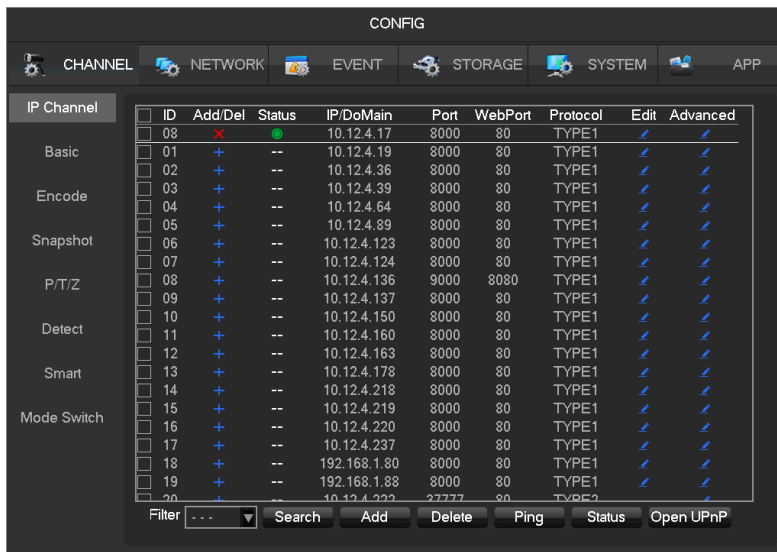 CONFIG
CHANNEL NETWORK EVENT STORAGE SYSTEM APP
IP Channel
Basic
Encode
Snapshot
P/T/Z
Detect
Smart
Mode Switch
ID Add/Del Status IP/DoMain Port WebPort Protocol Edit Advanced
08 10.12.4.17 8000 80 TYPE1
01 + -- 10.12.4.19 8000 80 TYPE1
02 + -- 10.12.4.36 8000 80 TYPE1
03 + -- 10.12.4.39 8000 80 TYPE1
04 + -- 10.12.4.64 8000 80 TYPE1
05 + -- 10.12.4.89 8000 80 TYPE1
06 + -- 10.12.4.123 8000 80 TYPE1
07 + -- 10.12.4.124 8000 80 TYPE1
08 + -- 10.12.4.136 9000 8080 TYPE1
09 + -- 10.12.4.137 8000 80 TYPE1
10 + -- 10.12.4.150 8000 80 TYPE1
11 + -- 10.12.4.160 8000 80 TYPE1
12 + -- 10.12.4.163 8000 80 TYPE1
13 + -- 10.12.4.178 8000 80 TYPE1
14 + -- 10.12.4.218 8000 80 TYPE1
15 + -- 10.12.4.219 8000 80 TYPE1
16 + -- 10.12.4.220 8000 80 TYPE1
17 + -- 10.12.4.237 8000 80 TYPE1
18 + -- 192.168.1.80 8000 80 TYPE1
19 + -- 192.168.1.88 8000 80 TYPE1
20 + -- 10.12.4.222 37777 80 TYPE2
Filter - - - Search Add Delete Ping Status Open UPnP